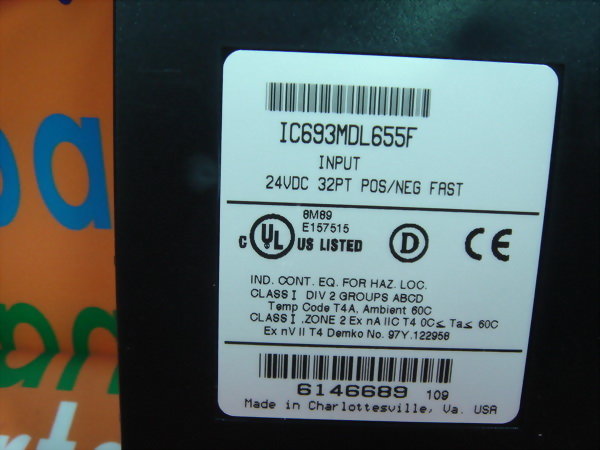 IC693MDL655F
INPUT
24VDC 32PT POS/NEG FAST
8M89
E157515
C UL US LISTED
D CE
IND. CONT. EQ. FOR HAZ. LOC.
CLASS I DIV 2 GROUPS ABCD
Temp Code T4A, Ambient 60C
CLASS I .ZONE 2 Ex nA IIC T4 0C≤ Ta≤ 60C
Ex nV II T4 Demko No. 97Y.122958
6146689 109
Made in Charlottesville, Va. USA